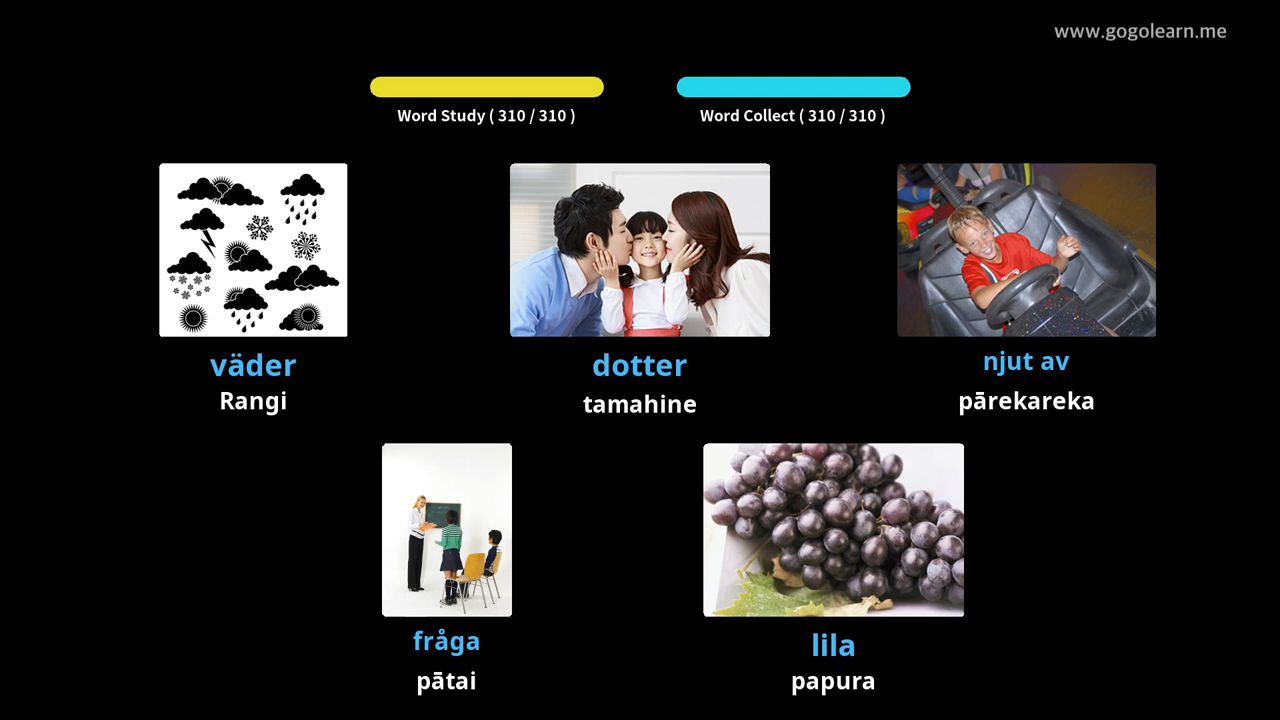 www.gogolearn.me
Word Study ( 310 / 310 )
Word Collect ( 310 / 310 )
väder
Rangi
dotter
tamahine
njut av
pārekareka
fråga
pātai
lila
papura